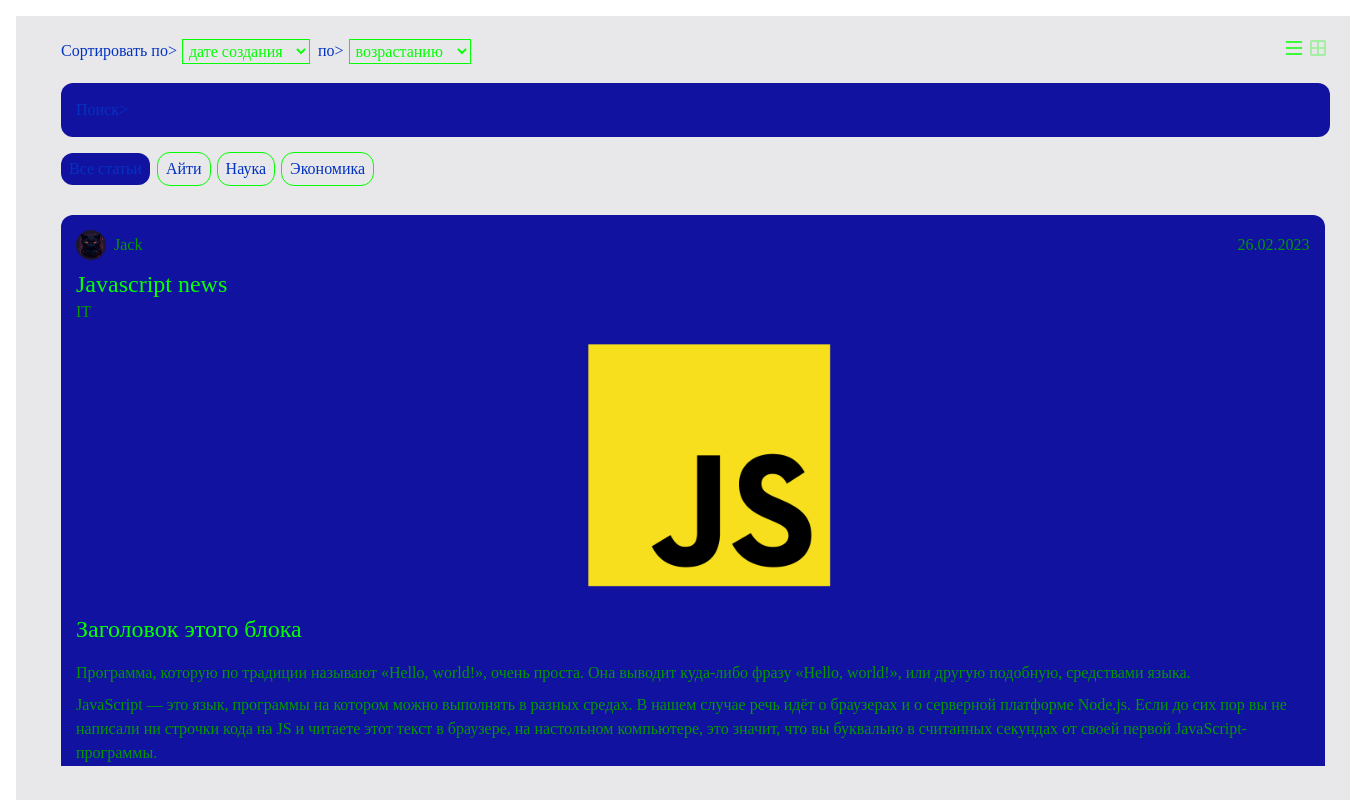 Сортировать по> дате создания по> возрастанию
Поиск>
Все статьи Айти Наука Экономика
Jack 26.02.2023
Javascript news
IT
JS
Заголовок этого блока
Программа, которую по традиции называют «Hello, world!», очень проста. Она выводит куда-либо фразу «Hello, world!», или другую подобную, средствами языка.
JavaScript — это язык, программы на котором можно выполнять в разных средах. В нашем случае речь идёт о браузерах и о серверной платформе Node.js. Если до сих пор вы не
написали ни строчки кода на JS и читаете этот текст в браузере, на настольном компьютере, это значит, что вы буквально в считанных секундах от своей первой JavaScript-
программы.